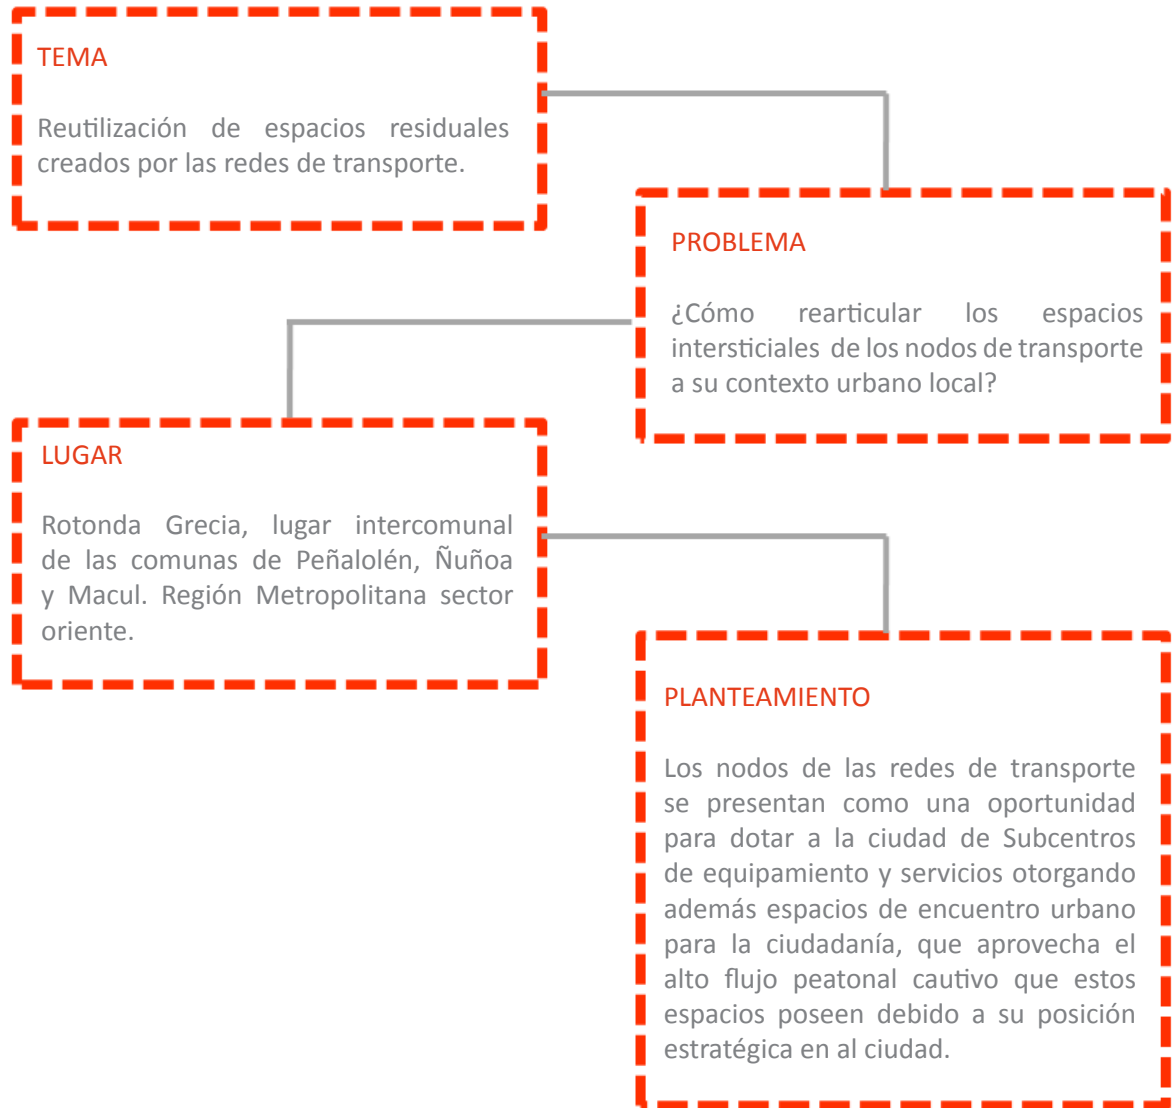 TEMA
Reutilización de espacios residuales
creados por las redes de transporte.
PROBLEMA
¿Cómo rearticular los espacios
intersticiales de los nodos de transporte
a su contexto urbano local?
LUGAR
Rotonda Grecia, lugar intercomunal
de las comunas de Peñalolén, Ñuñoa
y Macul. Región Metropolitana sector
oriente.
PLANTEAMIENTO
Los nodos de las redes de transporte
se presentan como una oportunidad
para dotar a la ciudad de Subcentros
de equipamiento y servicios otorgando
además espacios de encuentro urbano
para la ciudadanía, que aprovecha el
alto flujo peatonal cautivo que estos
espacios poseen debido a su posición
estratégica en al ciudad.